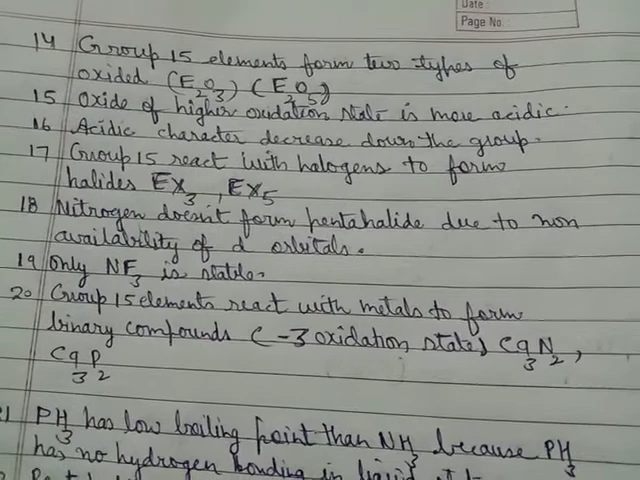 Date :
Page No :
14 Group 15 elements form two types of
oxided (E2O3) (E2O5)
15 Oxide of higher oxidation state is more acidic.
16 Acidic character decrease down the group.
17 Group 15 react with halogens to form
halides EX3, EX5
18 Nitrogen doesn't form pentahalide due to non
availability of d orbitals.
19 Only NF3 is stable.
20 Group 15 elements react with metals to form
binary compounds (-3 oxidation state) Ca3N2,
Ca3P2
PH3 has low boiling point than NH3 because PH3
has no hydrogen bonding in liquid